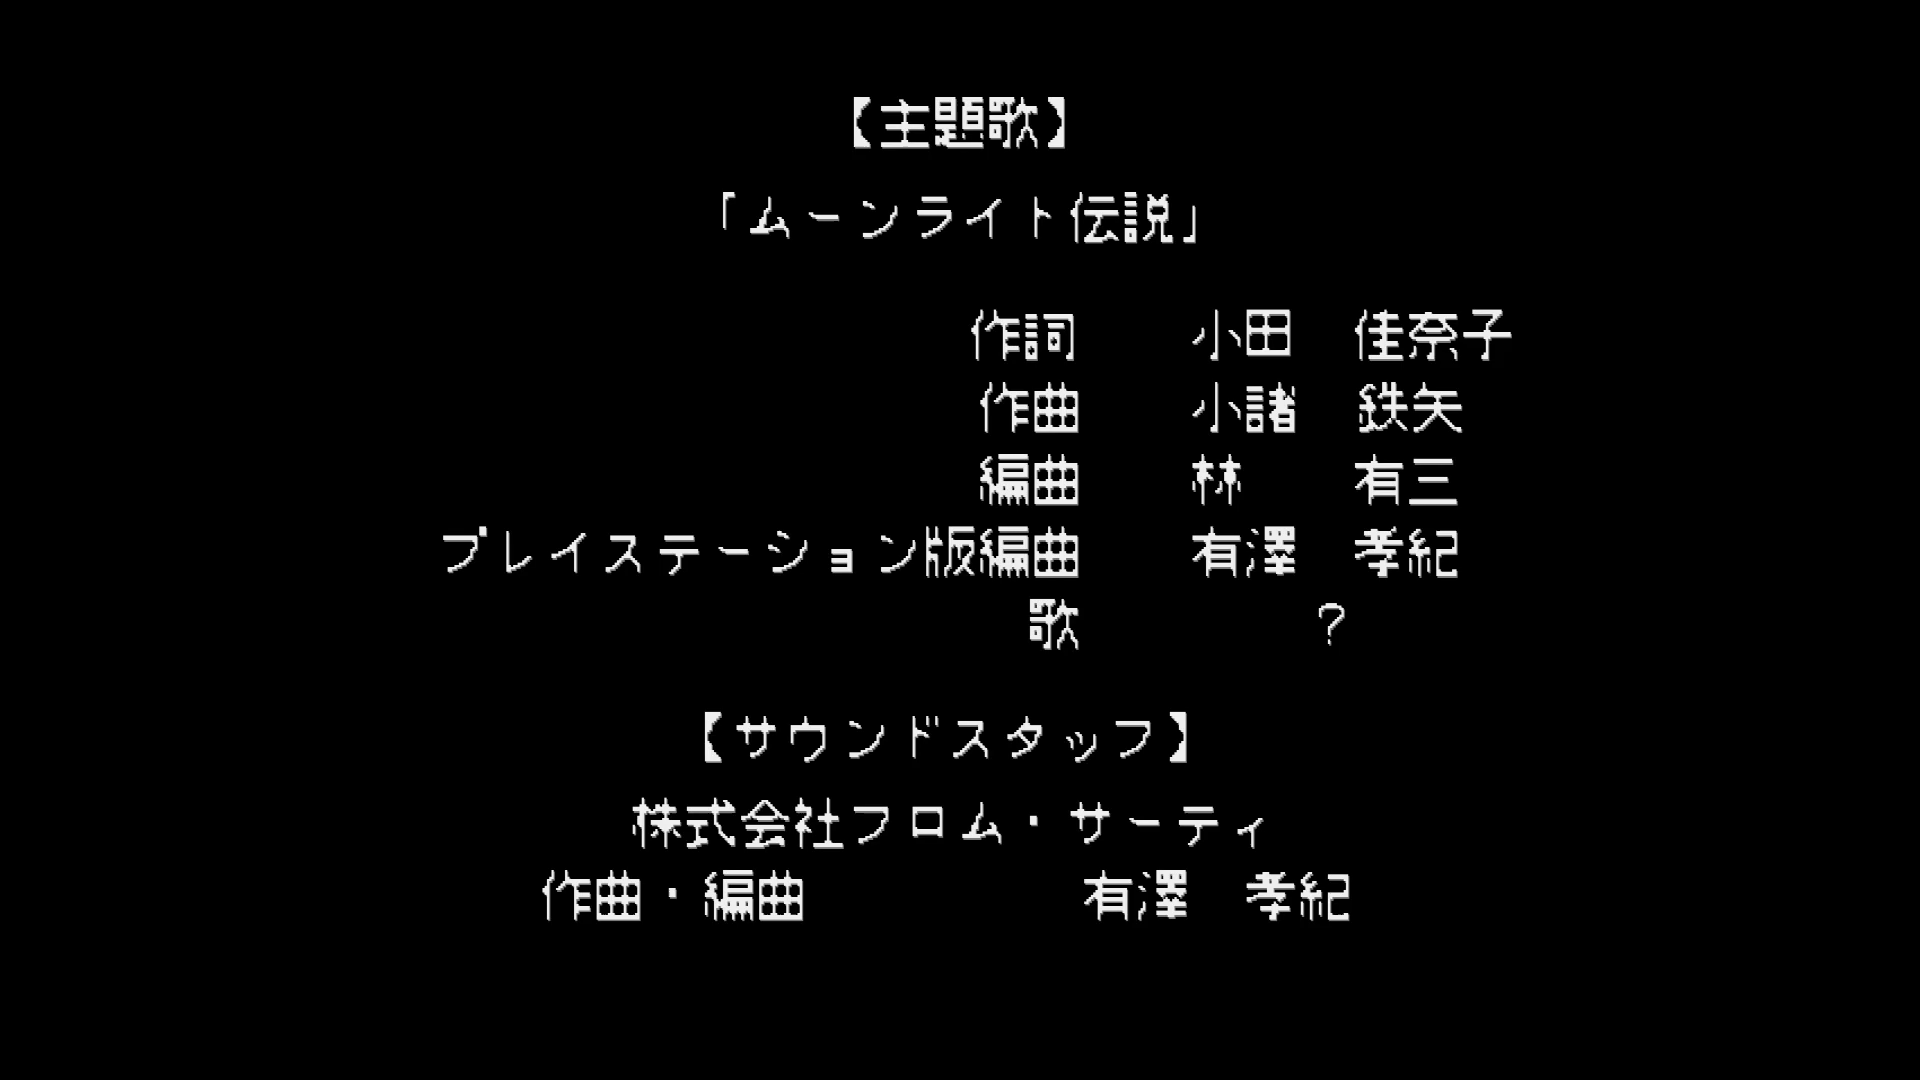 【主題歌】
「ムーンライト伝説」
作詞 小田 佳奈子
作曲 小諸 鉄矢
編曲 林 有三
プレイステーション版編曲 有澤 孝紀
歌 ?
【サウンドスタッフ】
株式会社フロム・サーティ
作曲・編曲 有澤 孝紀